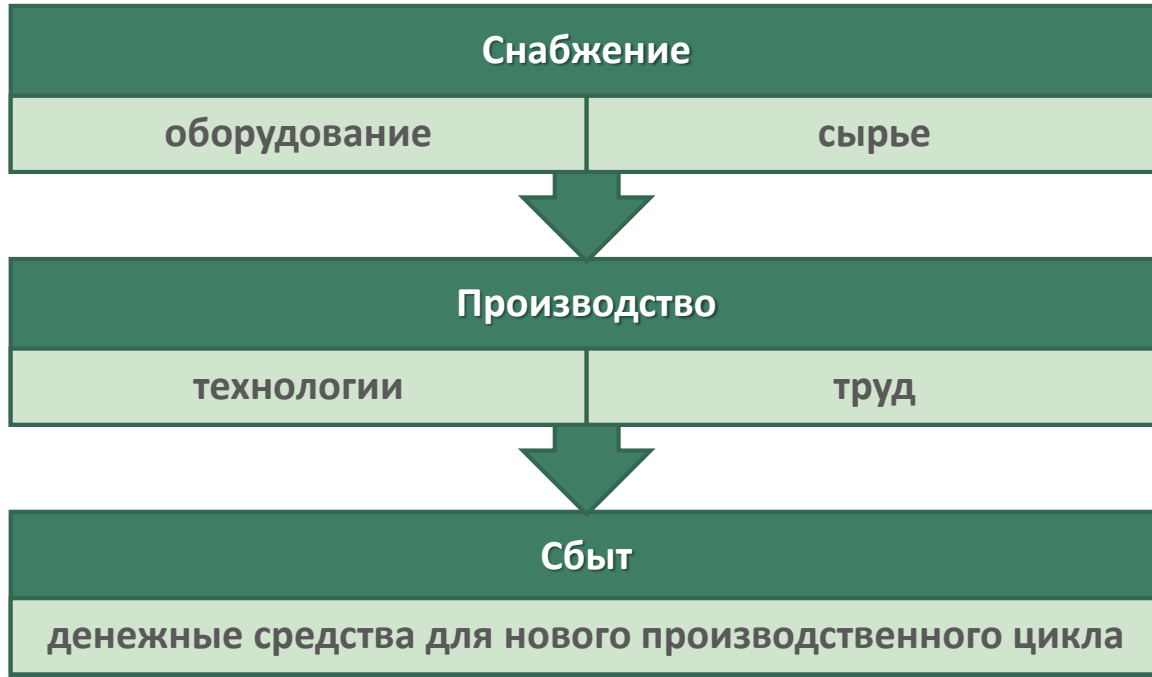 Снабжение
оборудование
сырье
Производство
технологии
труд
Сбыт
денежные средства для нового производственного цикла